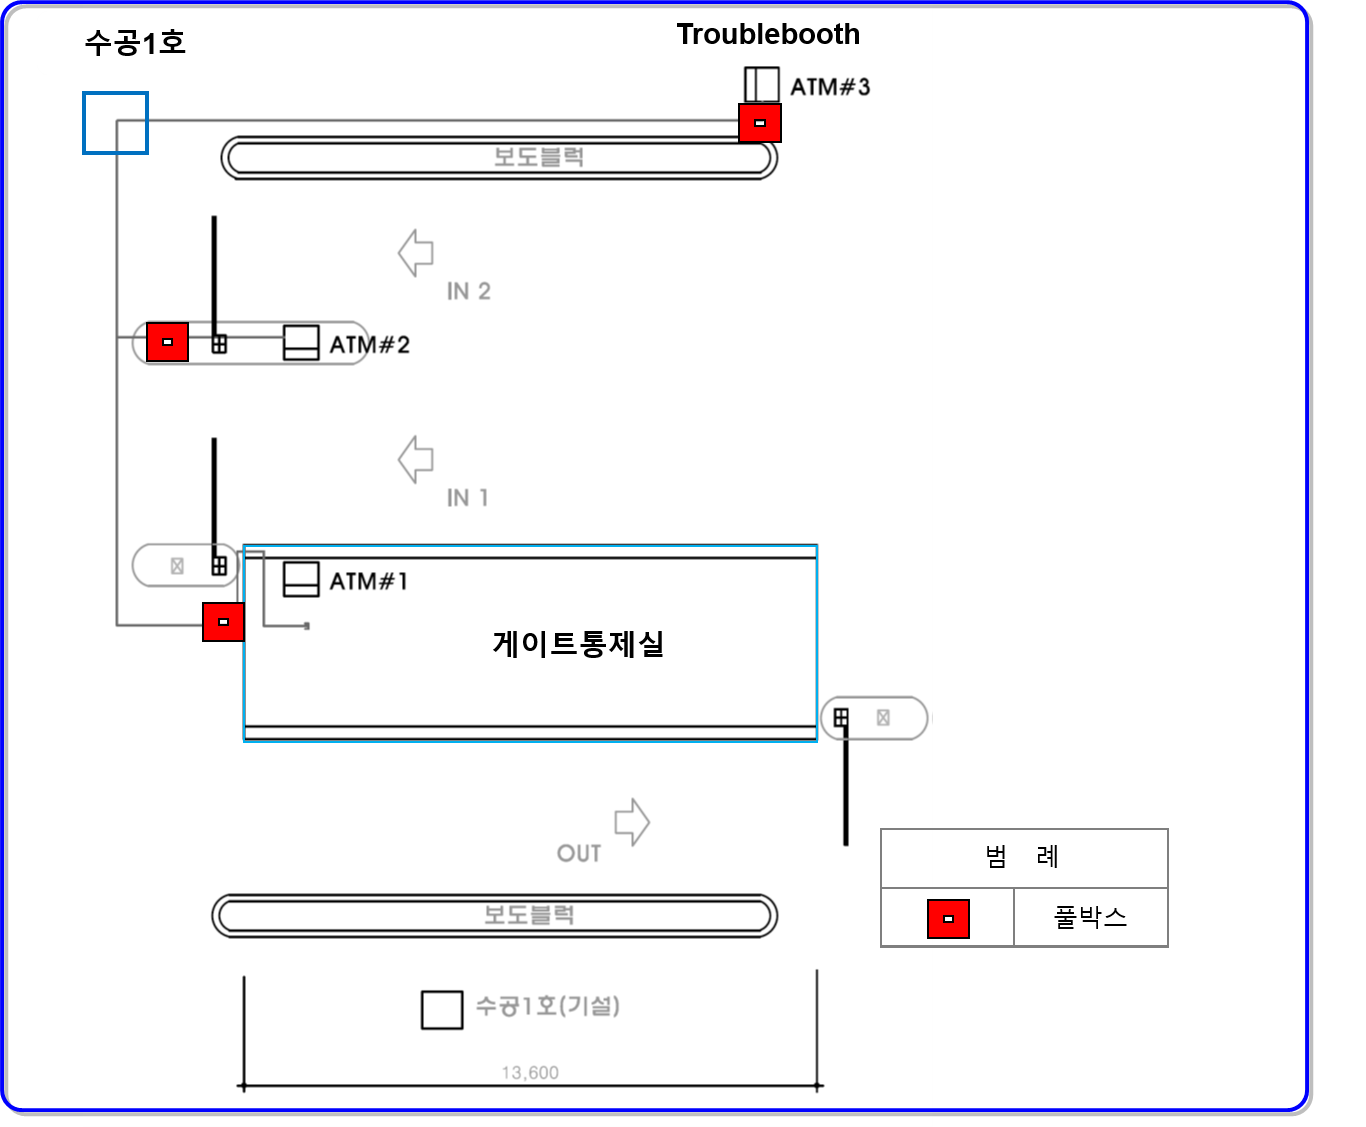 수공1호
Troublebooth
ATM#3
보도블럭
IN 2
ATM#2
IN 1
ATM#1
게이트통제실
OUT
범 례
풀박스
보도블럭
수공1호(기설)
13,600